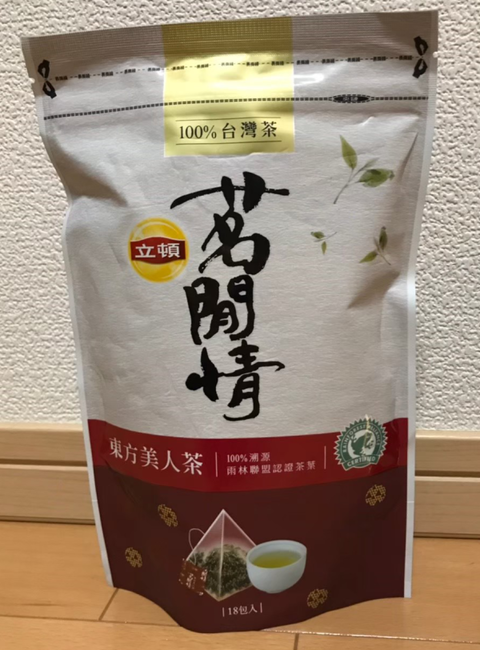 100%台灣茶
立頓
茗閒情
東方美人茶
100%溯源
雨林聯盟認證茶葉
18包入